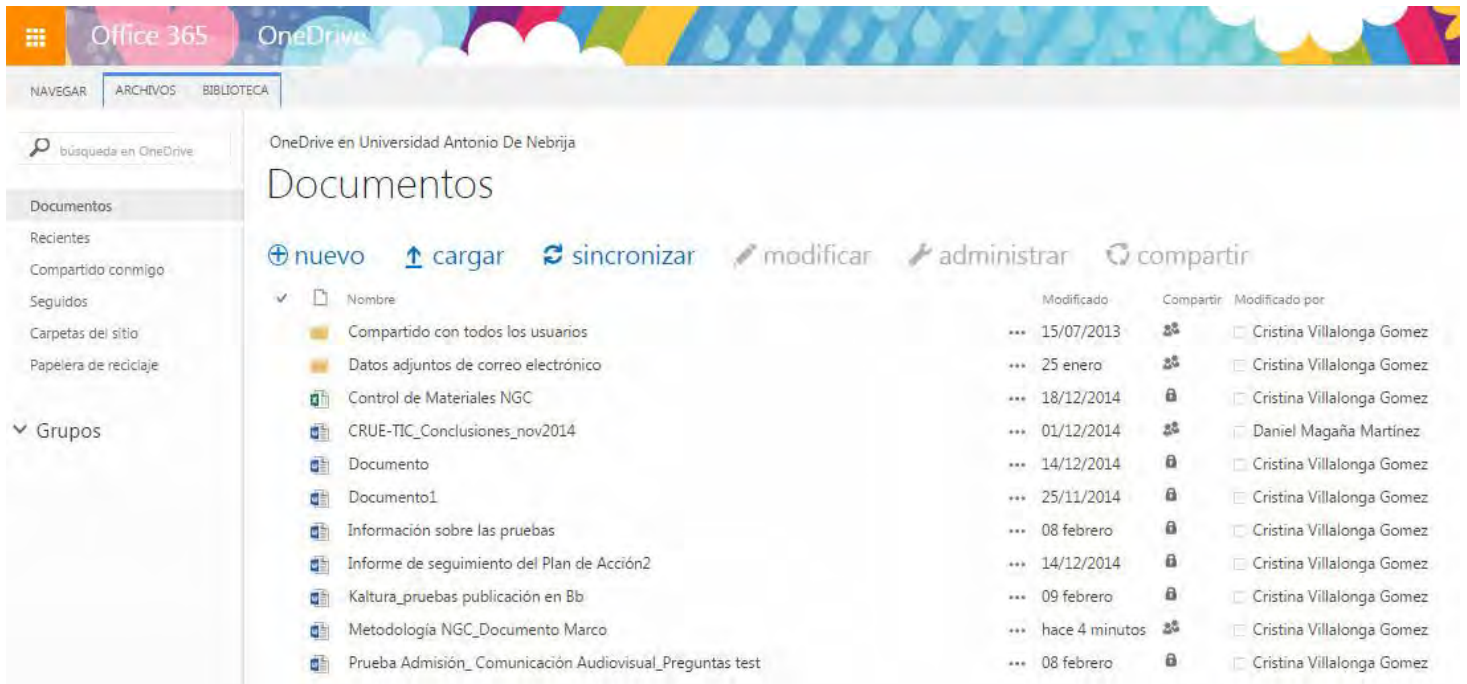 Office 365 OneDrive
NAVEGAR ARCHIVOS BIBLIOTECA
búsqueda en OneDrive
Documentos
Recientes
Compartido conmigo
Seguidos
Carpetas del sitio
Papelera de reciclaje
Grupos
OneDrive en Universidad Antonio De Nebrija
Documentos
nuevo cargar sincronizar modificar administrar compartir
Nombre Modificado Compartir Modificado por
Compartido con todos los usuarios ... 15/07/2013 Cristina Villalonga Gomez
Datos adjuntos de correo electrónico ... 25 enero Cristina Villalonga Gomez
Control de Materiales NGC ... 18/12/2014 Cristina Villalonga Gomez
CRUE-TIC_Conclusiones_nov2014 ... 01/12/2014 Daniel Magaña Martínez
Documento ... 14/12/2014 Cristina Villalonga Gomez
Documento1 ... 25/11/2014 Cristina Villalonga Gomez
Información sobre las pruebas ... 08 febrero Cristina Villalonga Gomez
Informe de seguimiento del Plan de Acción2 ... 14/12/2014 Cristina Villalonga Gomez
Kaltura_pruebas publicación en Bb ... 09 febrero Cristina Villalonga Gomez
Metodología NGC_Documento Marco ... hace 4 minutos Cristina Villalonga Gomez
Prueba Admisión_ Comunicación Audiovisual_Preguntas test ... 08 febrero Cristina Villalonga Gomez